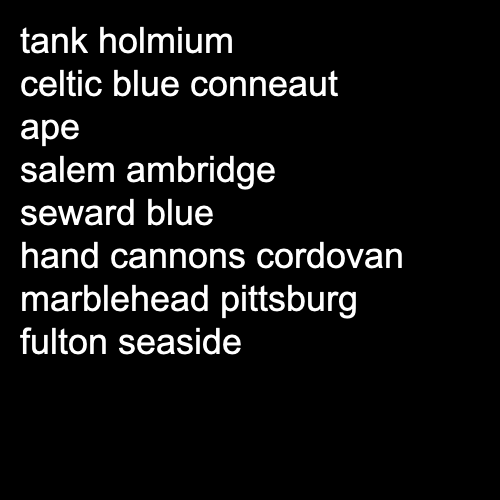 tank holmium
celtic blue conneaut
ape
salem ambridge
seward blue
hand cannons cordovan
marblehead pittsburg
fulton seaside